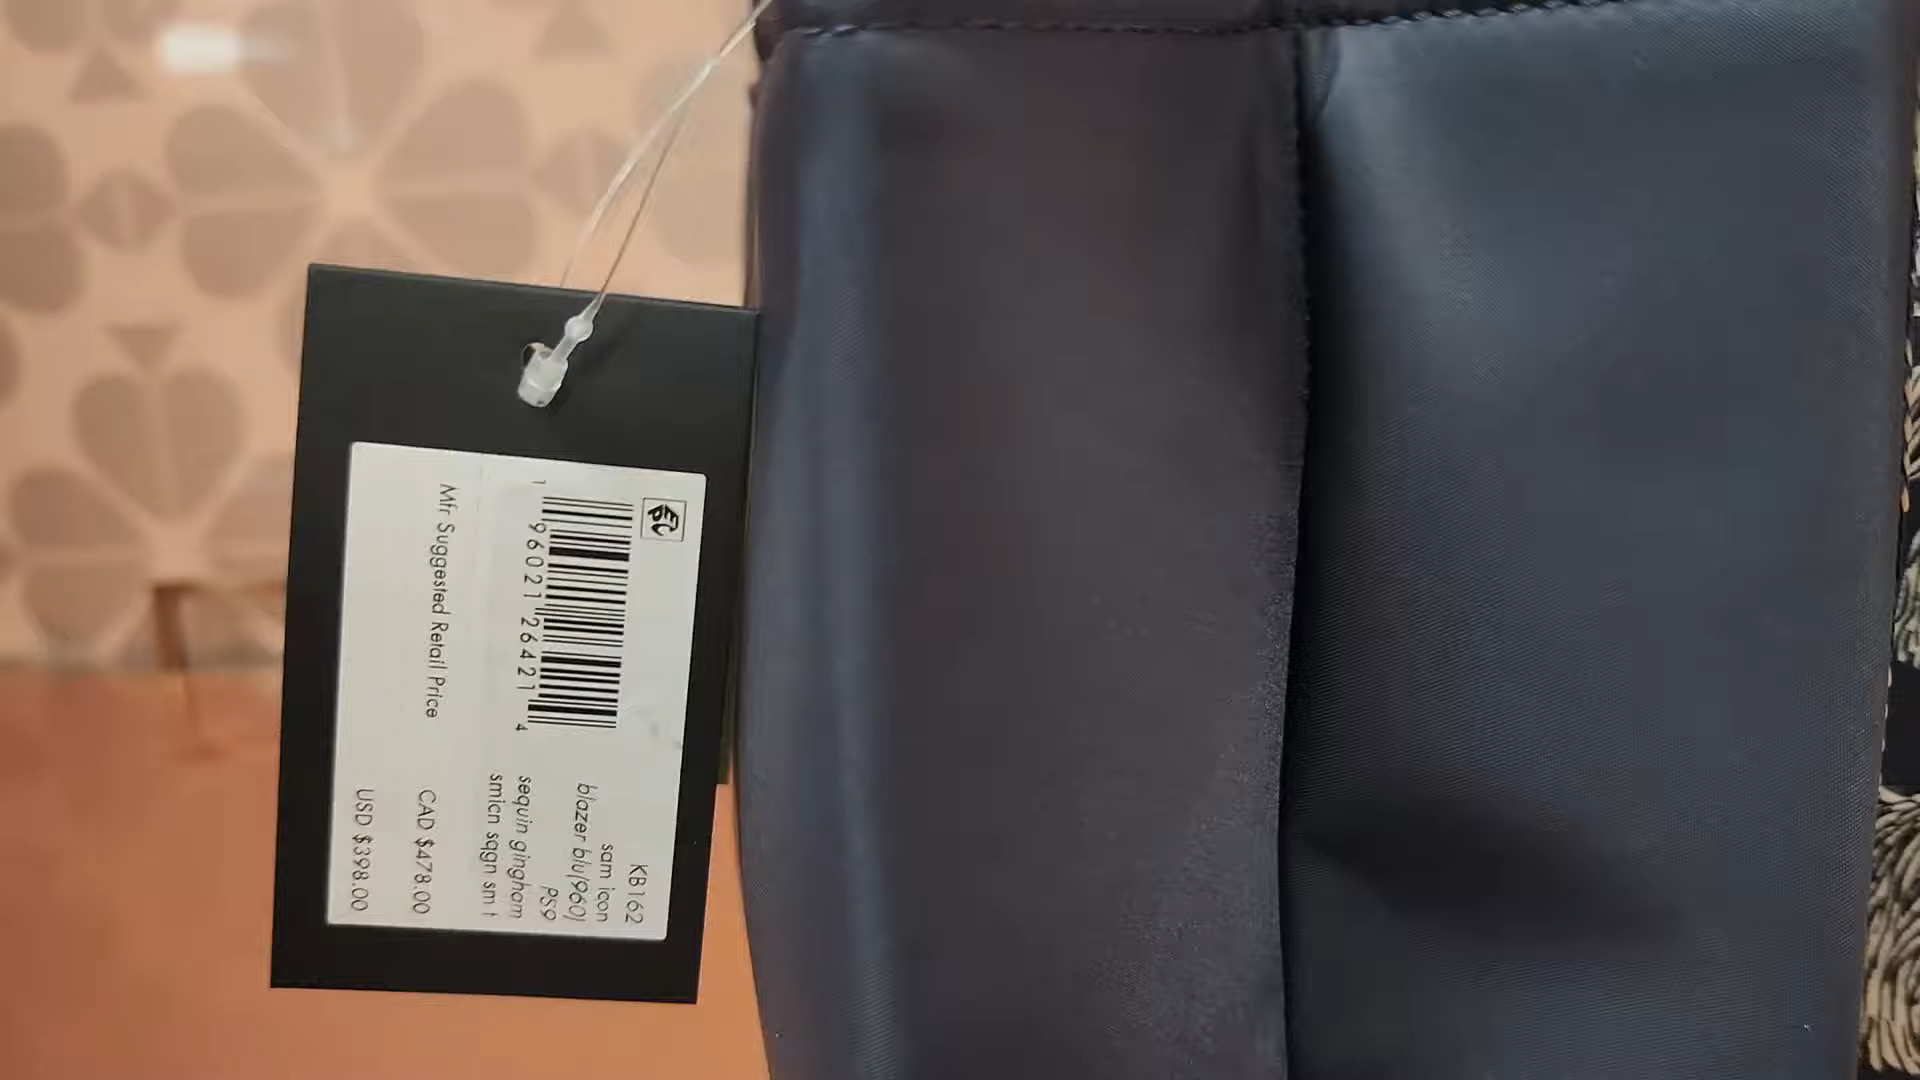 KB162
sam icon
blazer blu(960)
PS9
sequin gingham
smicn sqgn sm t
1 96021 26421 4
Mfr Suggested Retail Price
CAD $478.00
USD $398.00